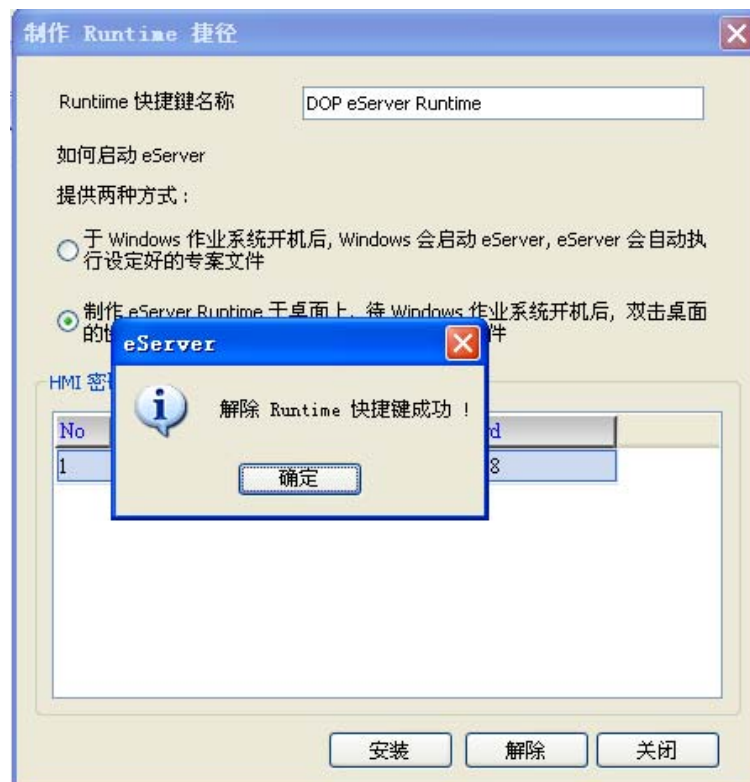 制作 Runtime 捷径
Runtiime 快捷鍵名称
DOP eServer Runtime
如何启动 eServer
提供两种方式：
于 Windows 作业系统开机后, Windows 会启动 eServer, eServer 会自动执
行设定好的专案文件
制作 eServer Runtime 于桌面上, 待 Windows 作业系统开机后, 双击桌面
的
件
eServer
解除 Runtime 快捷键成功 !
确定
HMI 密
No
d
1
8
安装
解除
关闭